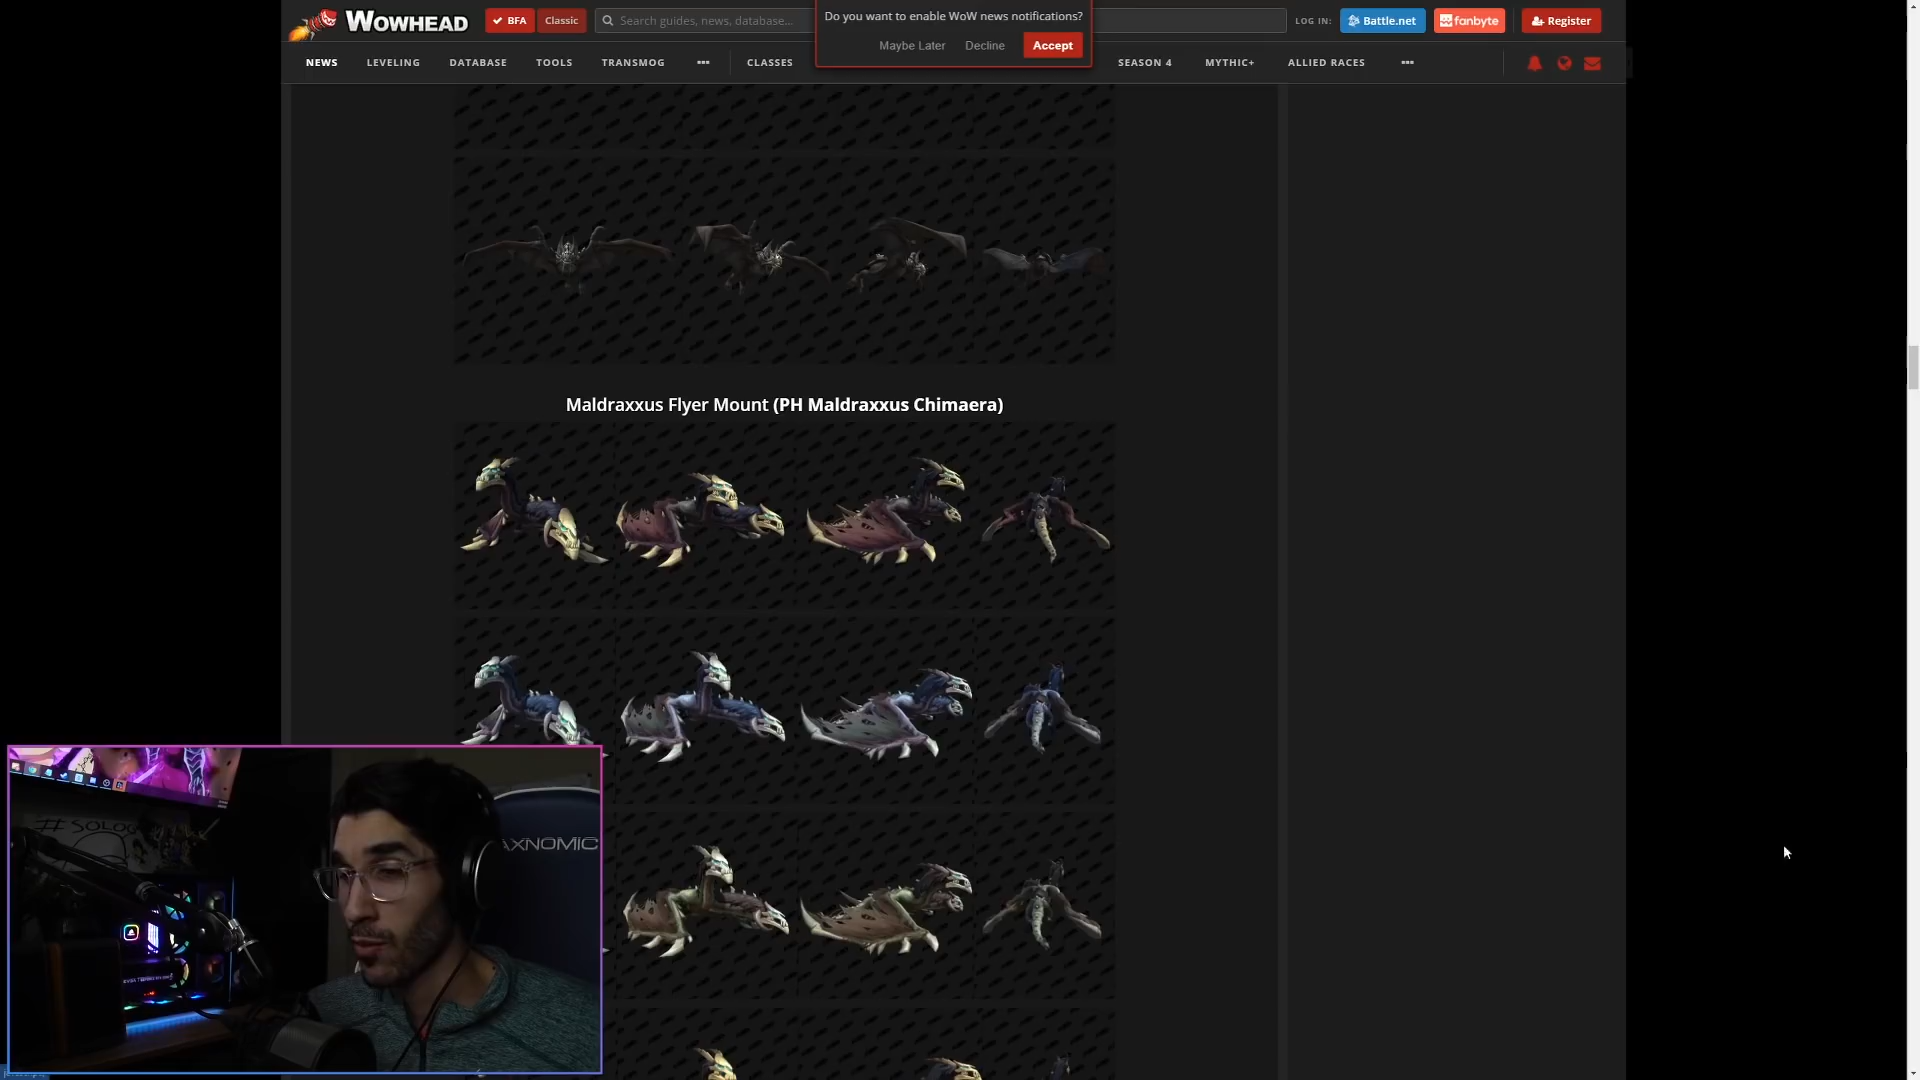 WOWHEAD
BFA
Classic
Search guides, news, database...
Do you want to enable WoW news notifications?
Maybe Later
Decline
Accept
LOG IN:
Battle.net
fanbyte
Register
NEWS
LEVELING
DATABASE
TOOLS
TRANSMOG
CLASSES
SEASON 4
MYTHIC+
ALLIED RACES
Maldraxxus Flyer Mount (PH Maldraxxus Chimaera)
AXNOMIC